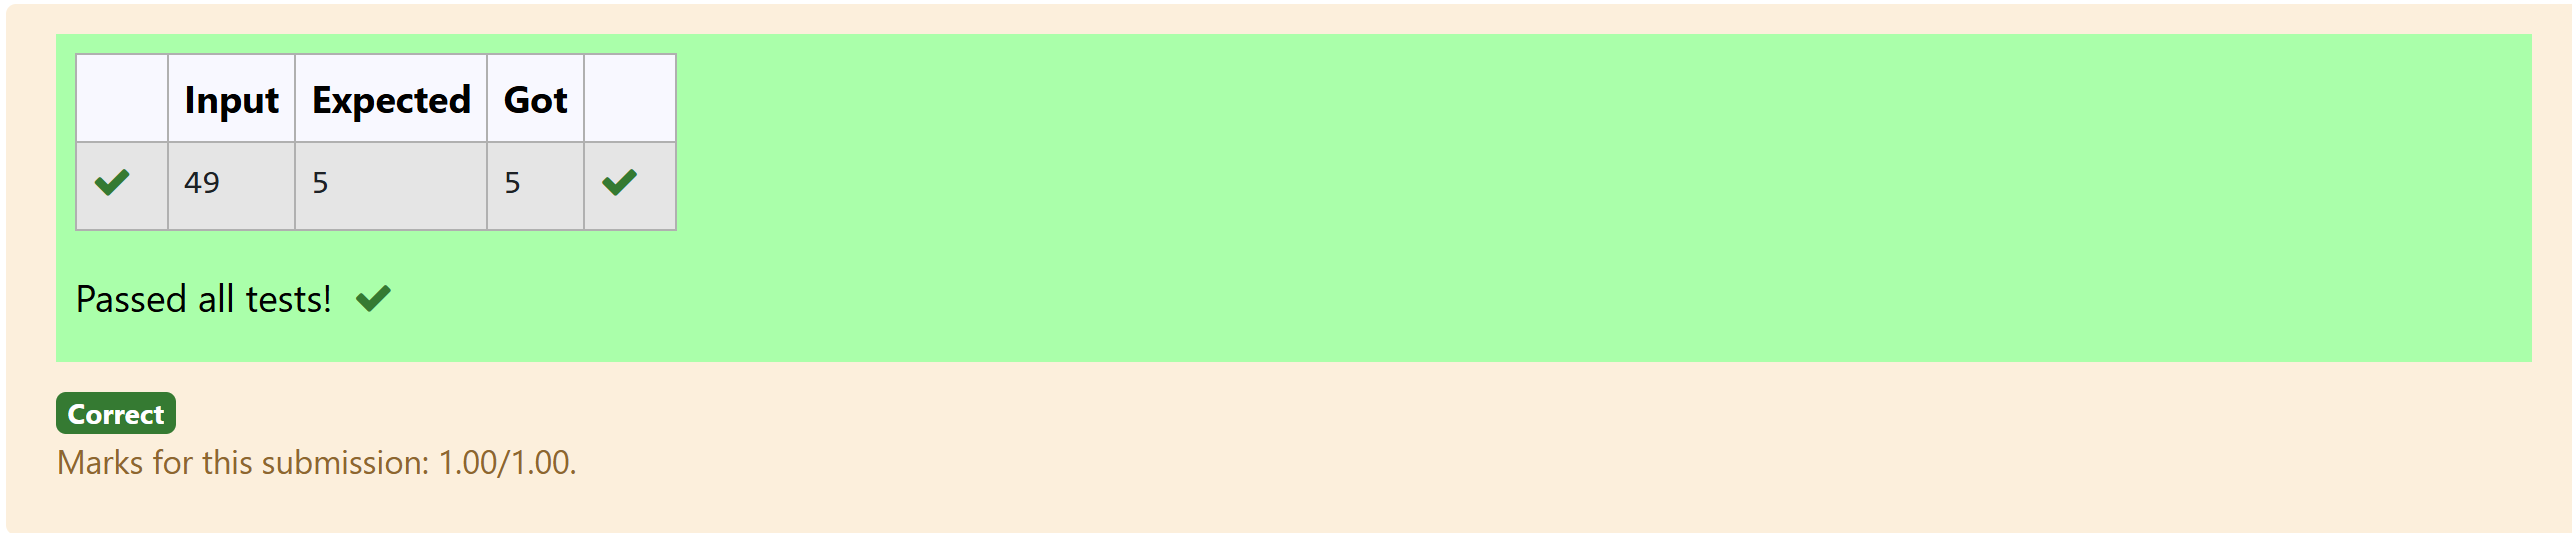 Input Expected Got
49 5 5
Passed all tests!
Correct
Marks for this submission: 1.00/1.00.